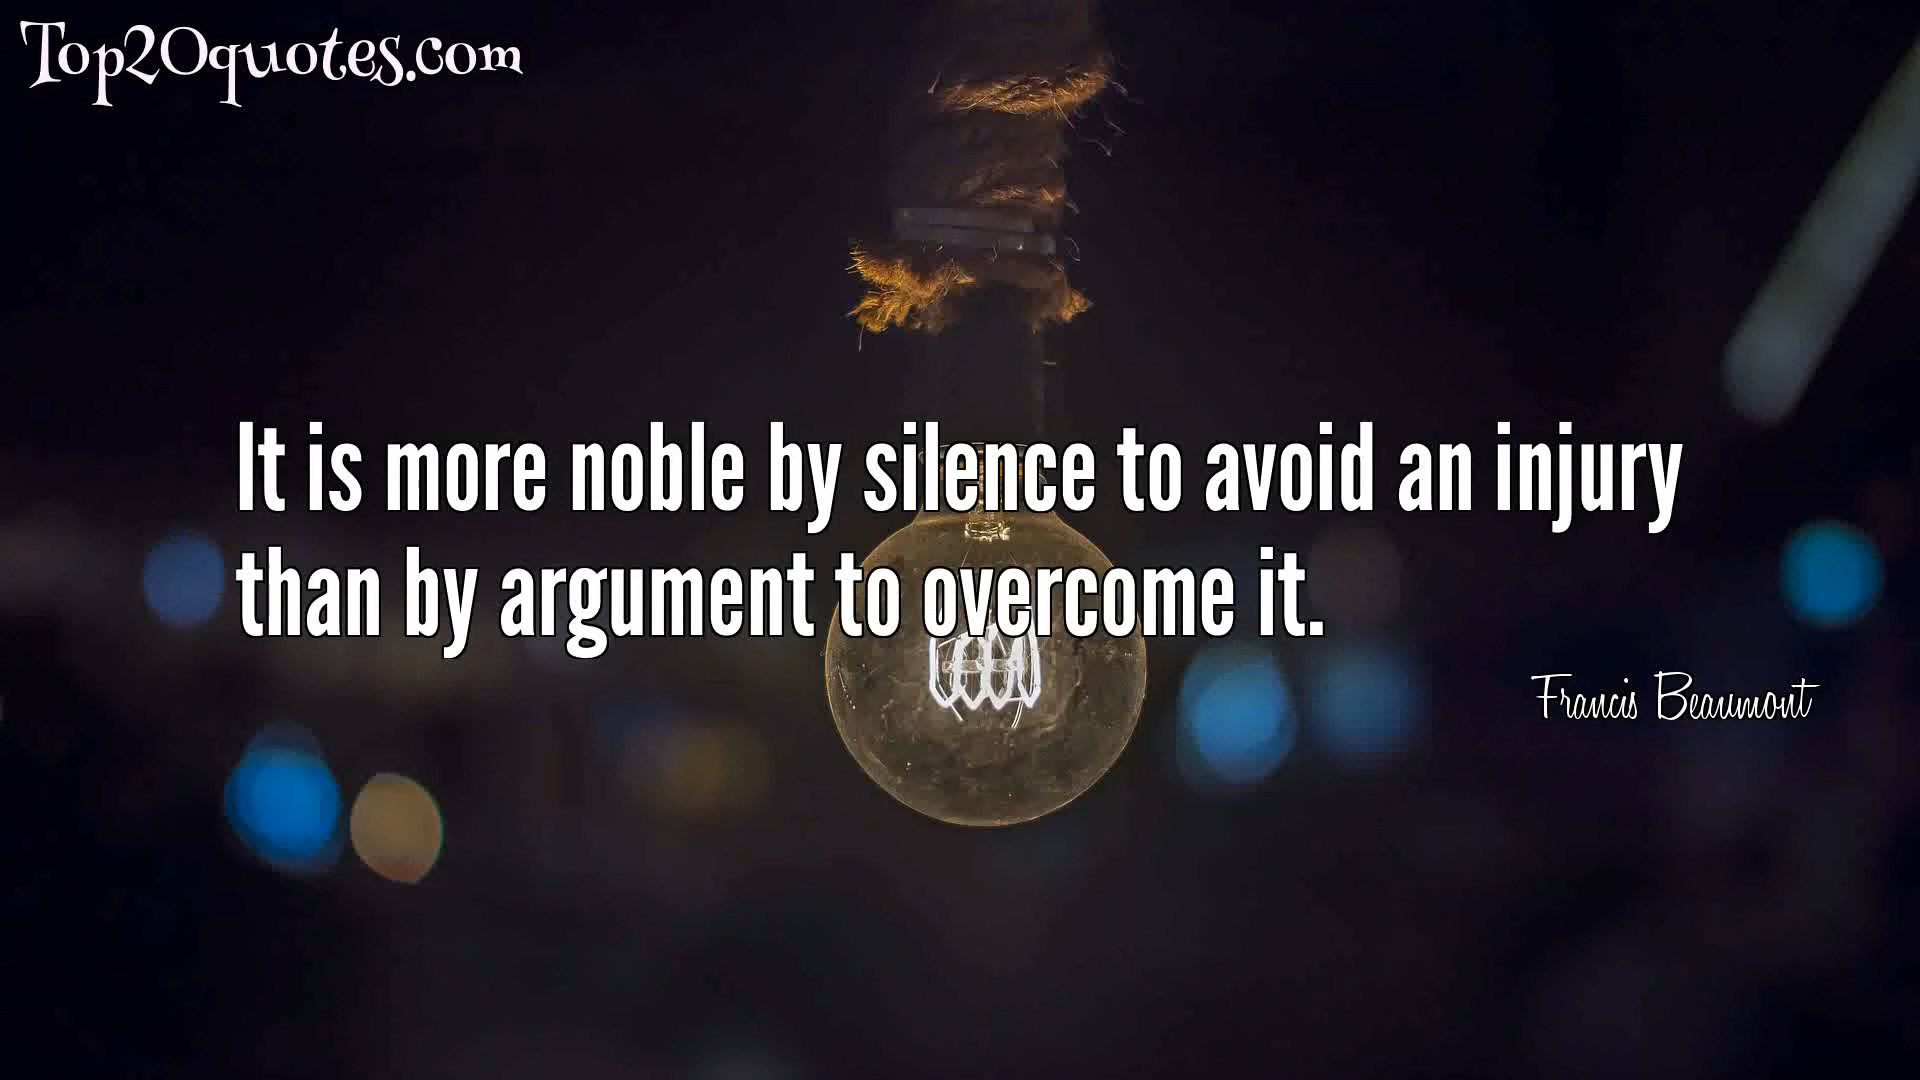 Top20quotes.com
It is more noble by silence to avoid an injury
than by argument to overcome it.
Francis Beaumont